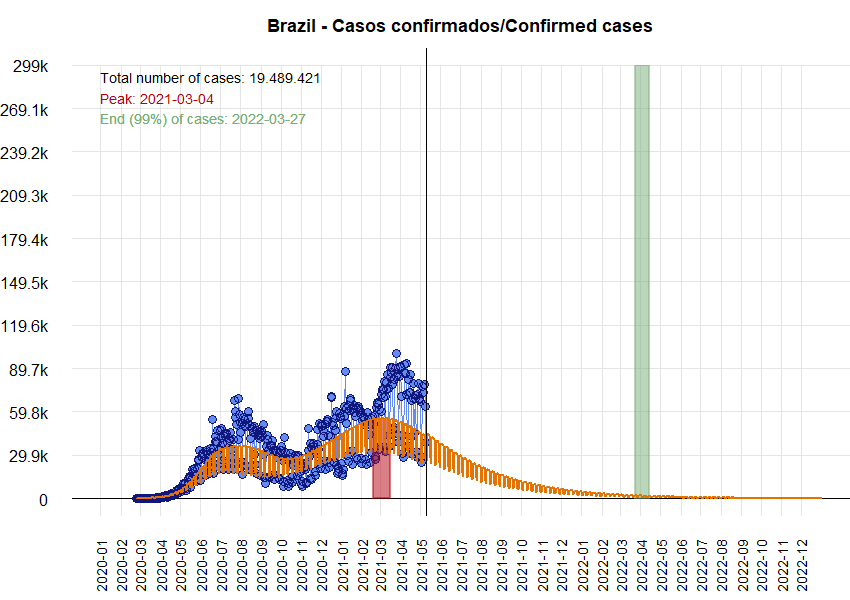 Brazil - Casos confirmados/Confirmed cases
299k
269.1k
239.2k
209.3k
179.4k
149.5k
119.6k
89.7k
59.8k
29.9k
0
Total number of cases: 19.489.421
Peak: 2021-03-04
End (99%) of cases: 2022-03-27
2020-01
2020-02
2020-03
2020-04
2020-05
2020-06
2020-07
2020-08
2020-09
2020-10
2020-11
2020-12
2021-01
2021-02
2021-03
2021-04
2021-05
2021-06
2021-07
2021-08
2021-09
2021-10
2021-11
2021-12
2022-01
2022-02
2022-03
2022-04
2022-05
2022-06
2022-07
2022-08
2022-09
2022-10
2022-11
2022-12